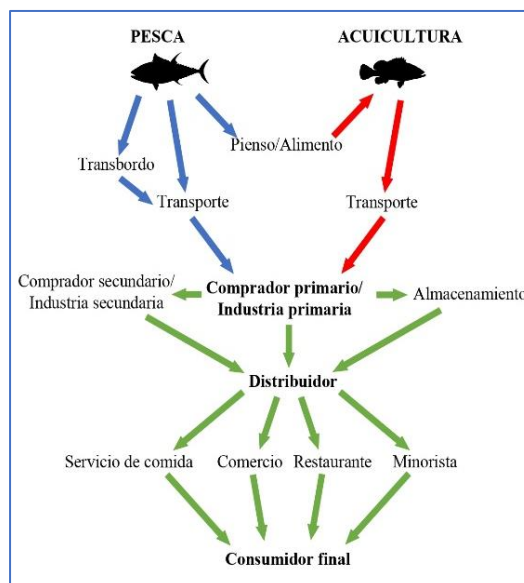 PESCA
ACUICULTURA
Pienso/Alimento
Transbordo
Transporte
Transporte
Comprador secundario/
Industria secundaria
Comprador primario/
Industria primaria
Almacenamiento
Distribuidor
Servicio de comida
Comercio
Restaurante
Minorista
Consumidor final